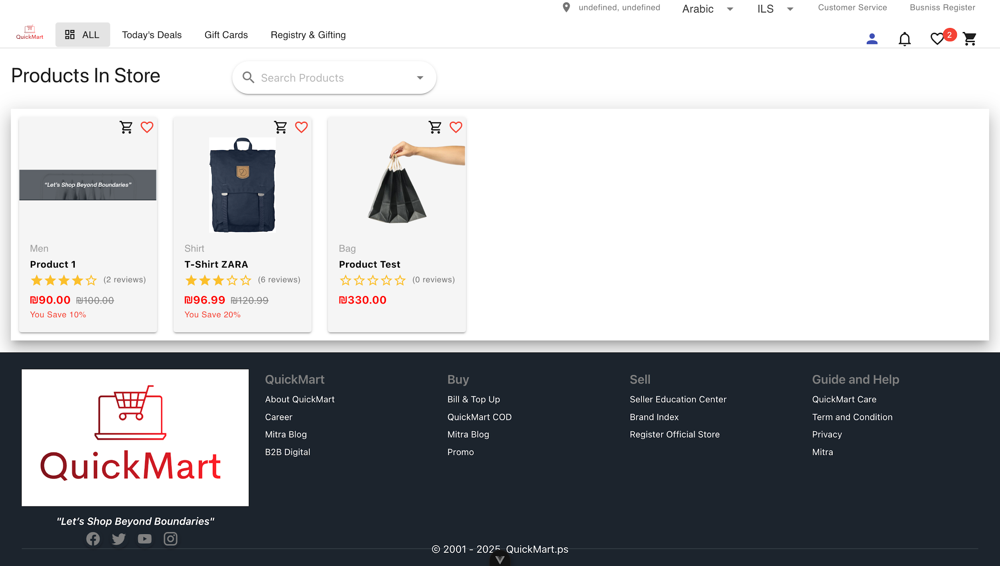 undefined, undefined
Arabic
ILS
Customer Service
Busniss Register
QuickMart
ALL
Today's Deals
Gift Cards
Registry & Gifting
2
Products In Store
Search Products
“Let’s Shop Beyond Boundaries”
Men
Product 1
(2 reviews)
₪90.00 ₪100.00
You Save 10%
Shirt
T-Shirt ZARA
(6 reviews)
₪96.99 ₪120.99
You Save 20%
Bag
Product Test
(0 reviews)
₪330.00
QuickMart
"Let’s Shop Beyond Boundaries"
QuickMart
About QuickMart
Career
Mitra Blog
B2B Digital
Buy
Bill & Top Up
QuickMart COD
Mitra Blog
Promo
Sell
Seller Education Center
Brand Index
Register Official Store
Guide and Help
QuickMart Care
Term and Condition
Privacy
Mitra
© 2001 - 2025 QuickMart.ps